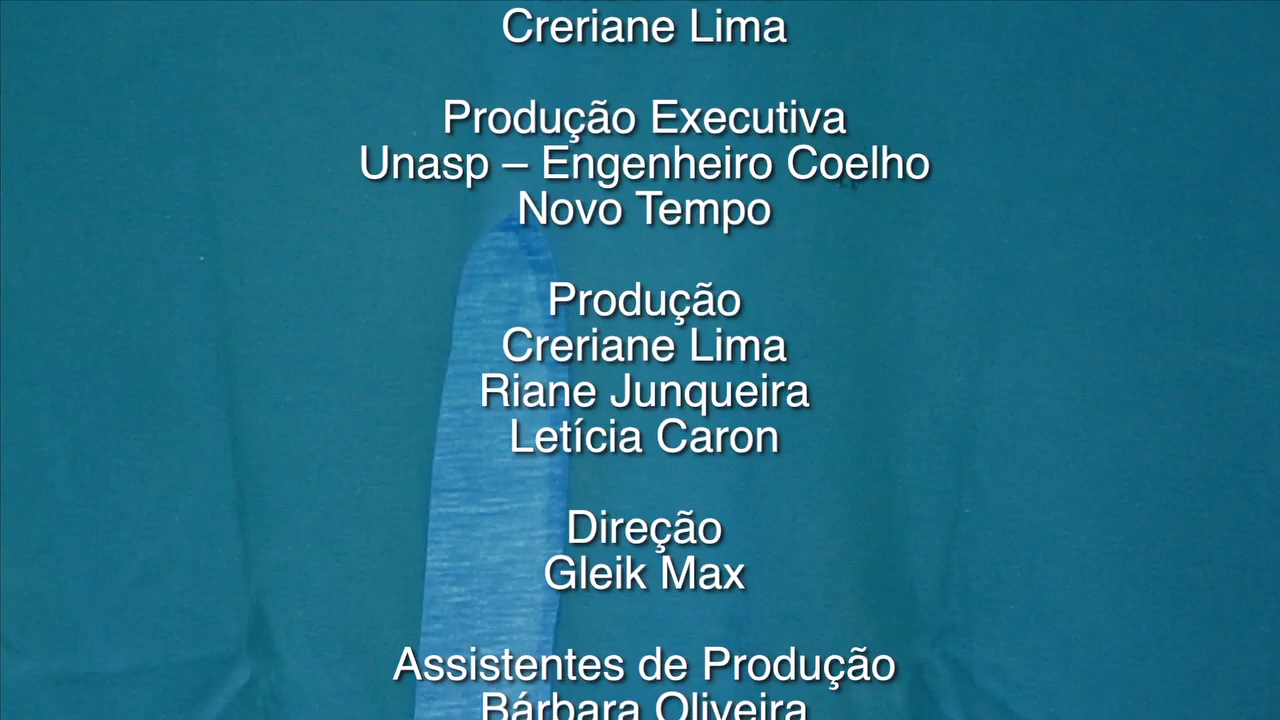 Creriane Lima
Produção Executiva
Unasp – Engenheiro Coelho
Novo Tempo
Produção
Creriane Lima
Riane Junqueira
Letícia Caron
Direção
Gleik Max
Assistentes de Produção
Bárbara Oliveira